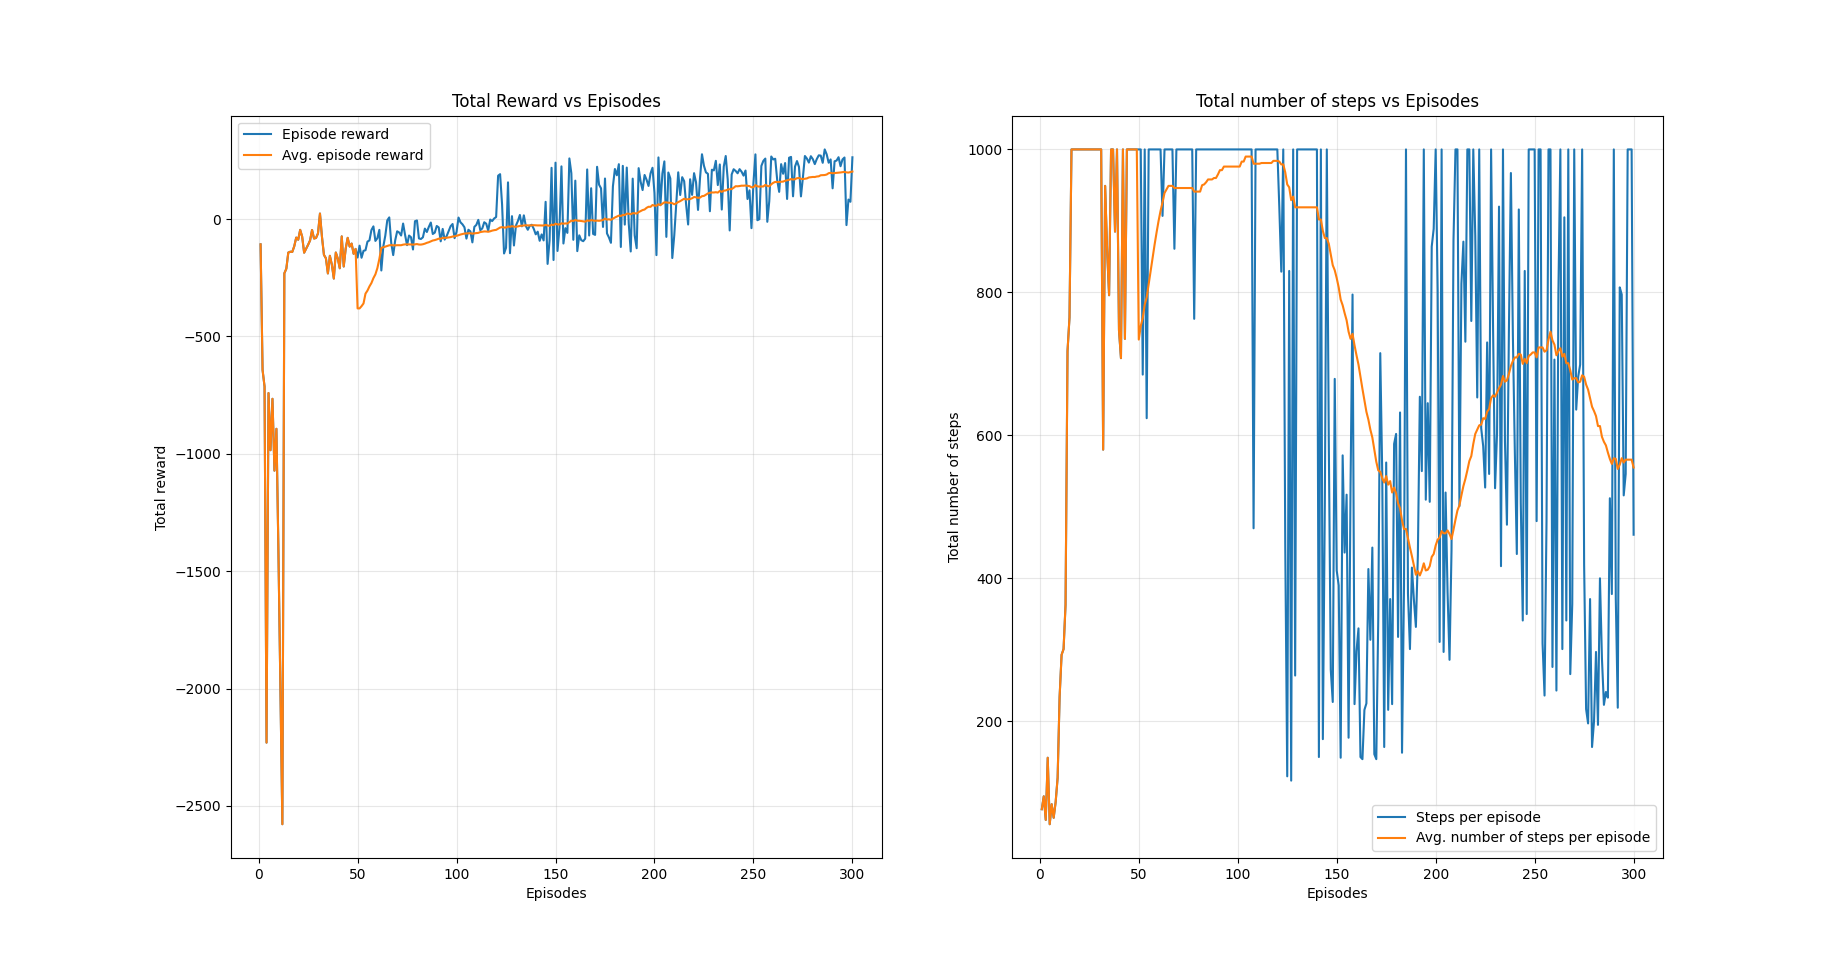 Total Reward vs Episodes
Episode reward
Avg. episode reward
0
−500
−1000
−1500
−2000
−2500
Total reward
0
50
100
150
200
250
300
Episodes
Total number of steps vs Episodes
1000
800
600
400
200
Total number of steps
Steps per episode
Avg. number of steps per episode
0
50
100
150
200
250
300
Episodes